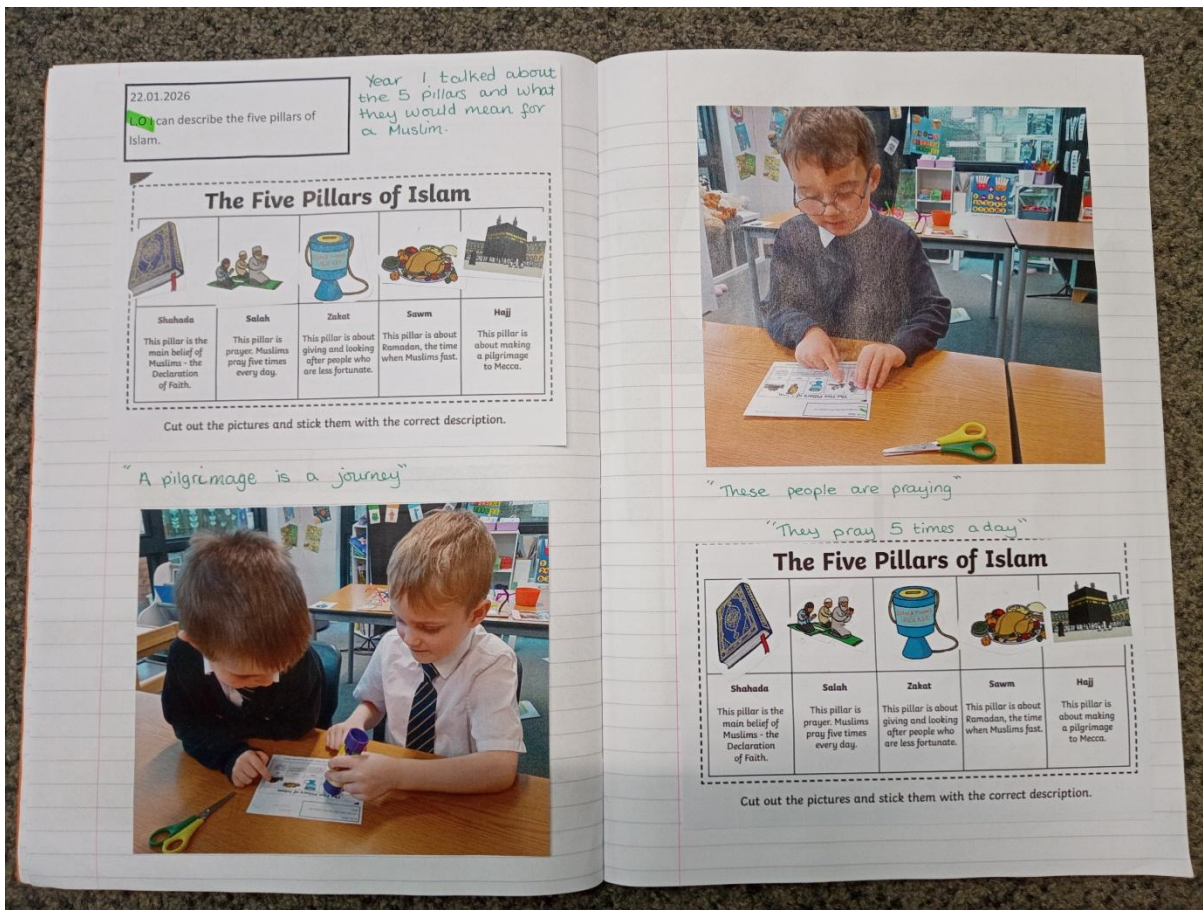 22.01.2026
L.O I can describe the five pillars of
Islam.
Year 1 talked about
the 5 pillars and what
they would mean for
a Muslim.
The Five Pillars of Islam
Shahada
This pillar is the
main belief of
Muslims - the
Declaration
of Faith.
Salah
This pillar is
prayer. Muslims
pray five times
every day.
Zakat
This pillar is about
giving and looking
after people who
are less fortunate.
Sawm
This pillar is about
Ramadan, the time
when Muslims fast.
Hajj
This pillar is
about making
a pilgrimage
to Mecca.
Cut out the pictures and stick them with the correct description.
"A pilgrimage is a journey"
"These people are praying"
"They pray 5 times a day"
The Five Pillars of Islam
Shahada
This pillar is the
main belief of
Muslims - the
Declaration
of Faith.
Salah
This pillar is
prayer. Muslims
pray five times
every day.
Zakat
This pillar is about
giving and looking
after people who
are less fortunate.
Sawm
This pillar is about
Ramadan, the time
when Muslims fast.
Hajj
This pillar is
about making
a pilgrimage
to Mecca.
Cut out the pictures and stick them with the correct description.